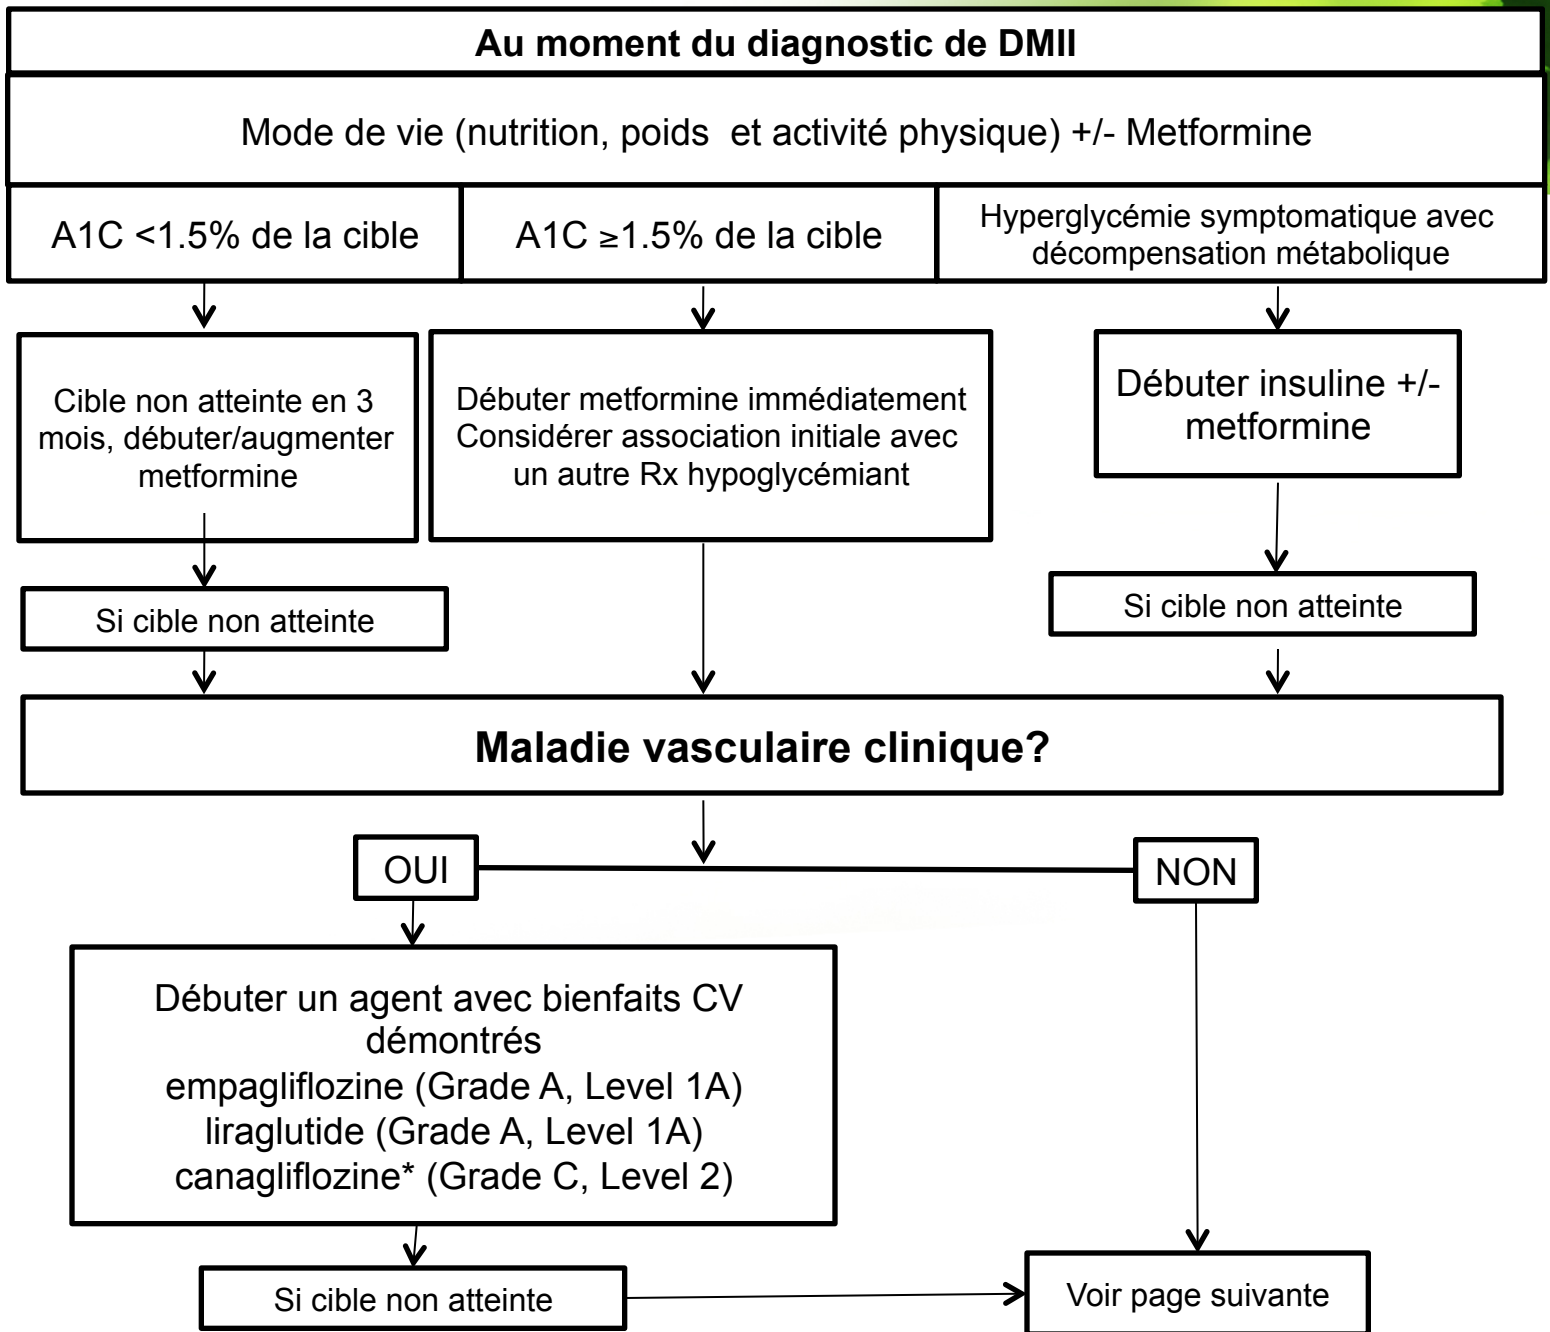 Au moment du diagnostic de DMII
Mode de vie (nutrition, poids et activité physique) +/- Metformine
A1C <1.5% de la cible
A1C ≥1.5% de la cible
Hyperglycémie symptomatique avec
décompensation métabolique
Cible non atteinte en 3
mois, débuter/augmenter
metformine
Débuter metformine immédiatement
Considérer association initiale avec
un autre Rx hypoglycémiant
Débuter insuline +/-
metformine
Si cible non atteinte
Si cible non atteinte
Maladie vasculaire clinique?
OUI
NON
Débuter un agent avec bienfaits CV
démontrés
empagliflozine (Grade A, Level 1A)
liraglutide (Grade A, Level 1A)
canagliflozine* (Grade C, Level 2)
Si cible non atteinte
Voir page suivante